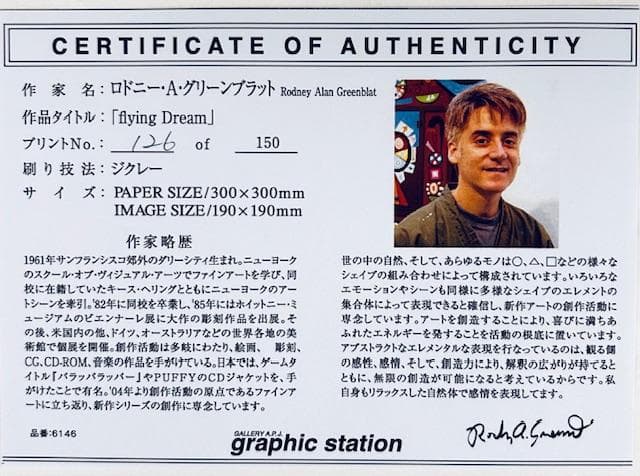 CERTIFICATE OF AUTHENTICITY
作家名：ロドニー・A・グリーンブラット Rodney Alan Greenblat
作品タイトル：「flying Dream」
プリントNo.： 126 of 150
刷り技法：ジクレー
サイズ：PAPER SIZE/300×300mm
IMAGE SIZE/190×190mm
作家略歴
1961年サンフランシスコ郊外のダリーシティ生まれ。ニューヨーク
のスクール・オブ・ヴィジュアル・アーツでファインアートを学び、同
校に在籍していたキース・ヘリングとともにニューヨークのアー
トシーンを牽引。'82年に同校を卒業し、'85年にはホイットニー・ミ
ュージアムのビエンナーレ展に大作の彫刻作品を出展。そ
の後、米国内の他、ドイツ、オーストラリアなどの世界各地の美
術館で個展を開催。創作活動は多岐にわたり、絵画、 彫刻、
CG、CD-ROM、音楽の作品を手がけている。日本では、ゲームタ
イトル「パラッパラッパー」やPUFFYのCDジャケットを、手
がけたことで有名。'04年より創作活動の原点であるファインアー
トに立ち返り、新作シリーズの創作に専念しています。
世の中の自然、そして、あらゆるモノは○、△、□などの様々な
シェイプの組み合わせによって構成されています。いろいろな
エモーションやシーンも同様に多様なシェイプのエレメントの
集合体によって表現できると確信し、新作アートの創作活動に
専念しています。アートを創造することにより、喜びに満ちあ
ふれたエネルギーを発することを活動の根底に置いています。
アブストラクトなエレメンタルな表現を行なっているのは、観る側
の感性、感情、そして、創造力により、解釈の広がりが持てると
ともに、無限の創造が可能になると考えているからです。私
自身もリラックスした自然体で感情を表現してます。
品番：6146
GALLERY A.P.J.
graphic station
Rodney A. Greenblat